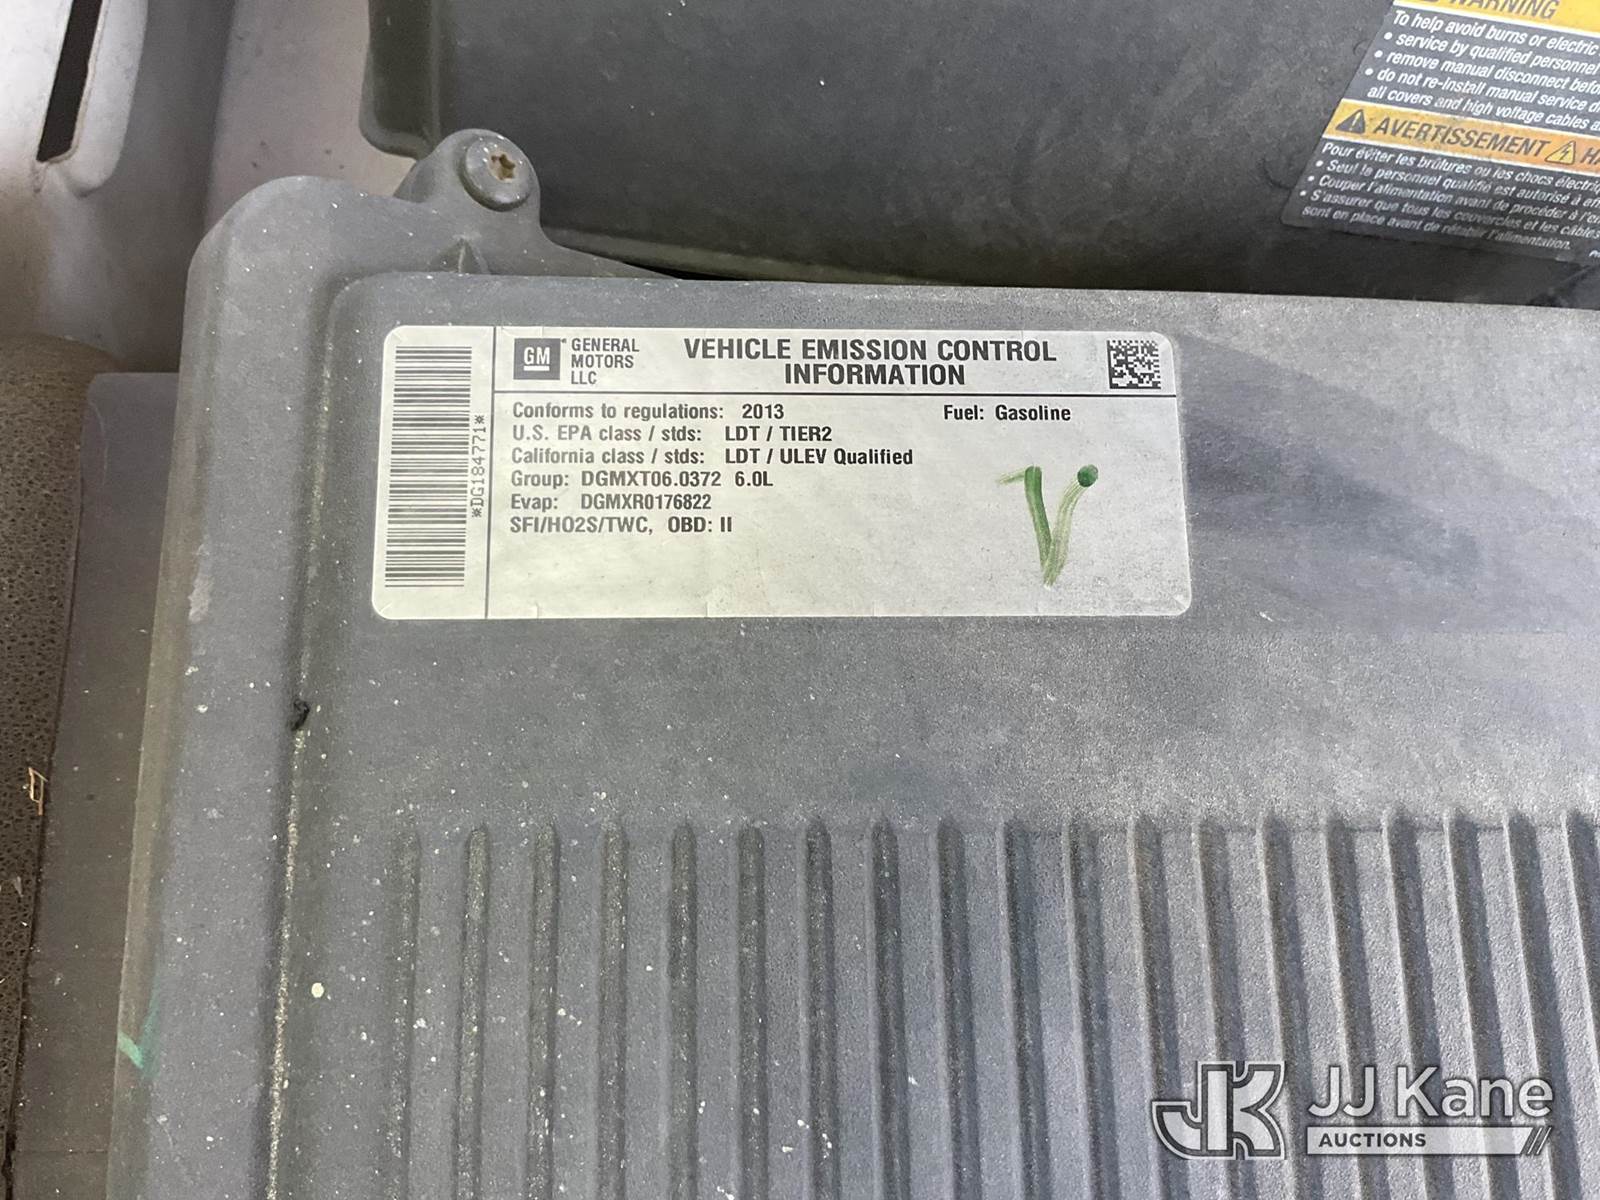 WARNING
To help avoid burns or electric
• service by qualified personnel
• remove manual disconnect befo
• do not re-install manual service d
all covers and high voltage cables a
AVERTISSEMENT
Pour éviter les brûlures ou les chocs électriq
• Seul le personnel qualifié est autorisé à eff
• Couper l'alimentation avant de procéder à l'e
• S'assurer que tous les couvercles et les câbles
sont en place avant de rétablir l'alimentation.
GM
GENERAL
MOTORS
LLC
VEHICLE EMISSION CONTROL
INFORMATION
*DG184771*
Conforms to regulations: 2013 Fuel: Gasoline
U.S. EPA class / stds: LDT / TIER2
California class / stds: LDT / ULEV Qualified
Group: DGMXT06.0372 6.0L
Evap: DGMXR0176822
SFI/HO2S/TWC, OBD: II
JK JJ Kane
AUCTIONS